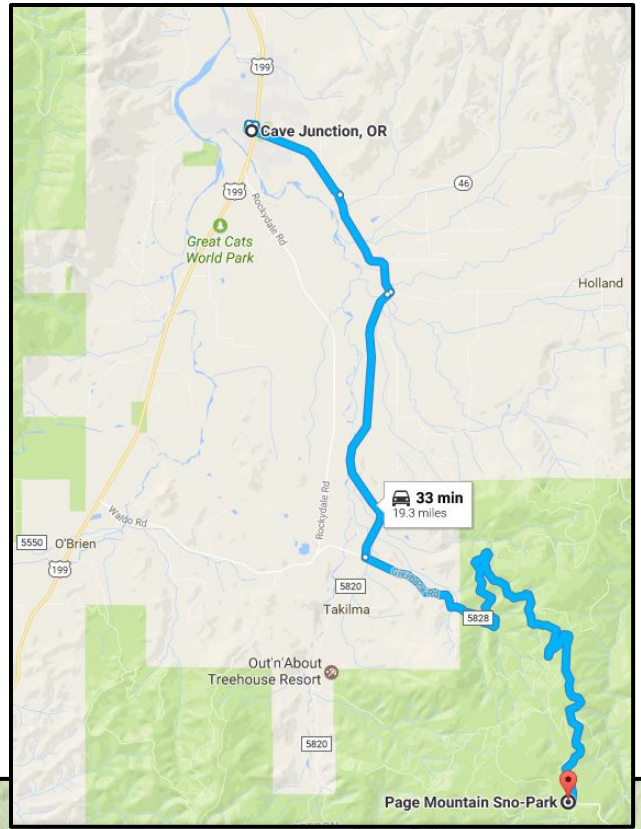 199
Cave Junction, OR
46
199
Rockydale Rd
Great Cats
World Park
Holland
33 min
19.3 miles
Rockydale Rd
Waldo Rd
5550
O'Brien
199
5820
Takilma
5828
Out'n'About
Treehouse Resort
5820
Page Mountain Sno-Park